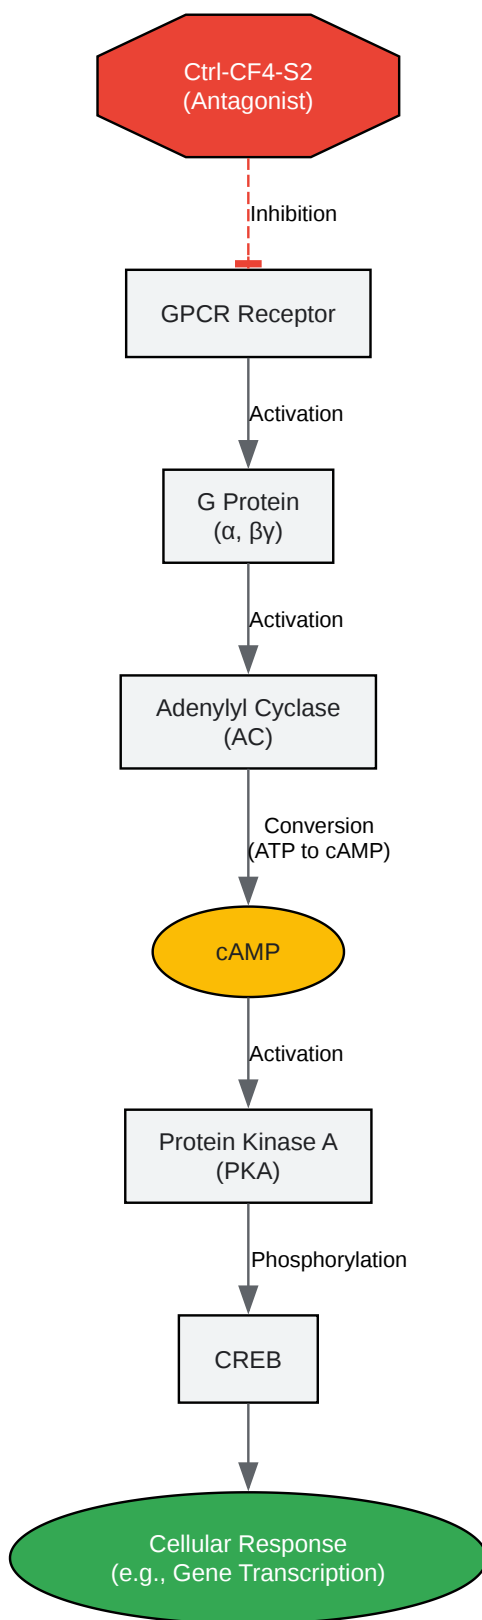 Ctrl-CF4-S2
(Antagonist)
Inhibition
GPCR Receptor
Activation
G Protein
(α, βγ)
Activation
Adenylyl Cyclase
(AC)
Conversion
(ATP to cAMP)
cAMP
Activation
Protein Kinase A
(PKA)
Phosphorylation
CREB
Cellular Response
(e.g., Gene Transcription)